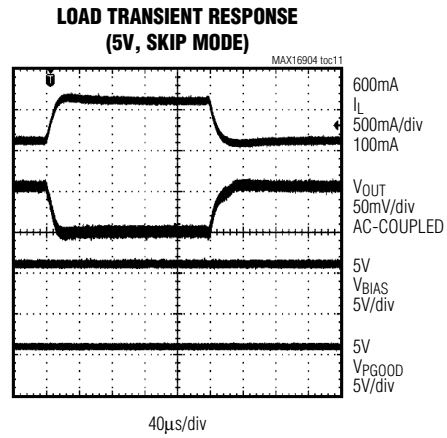 LOAD TRANSIENT RESPONSE
(5V, SKIP MODE)
MAX16904 toc11
T
600mA
IL
500mA/div
100mA
VOUT
50mV/div
AC-COUPLED
5V
VBIAS
5V/div
5V
VPGOOD
5V/div
40µs/div